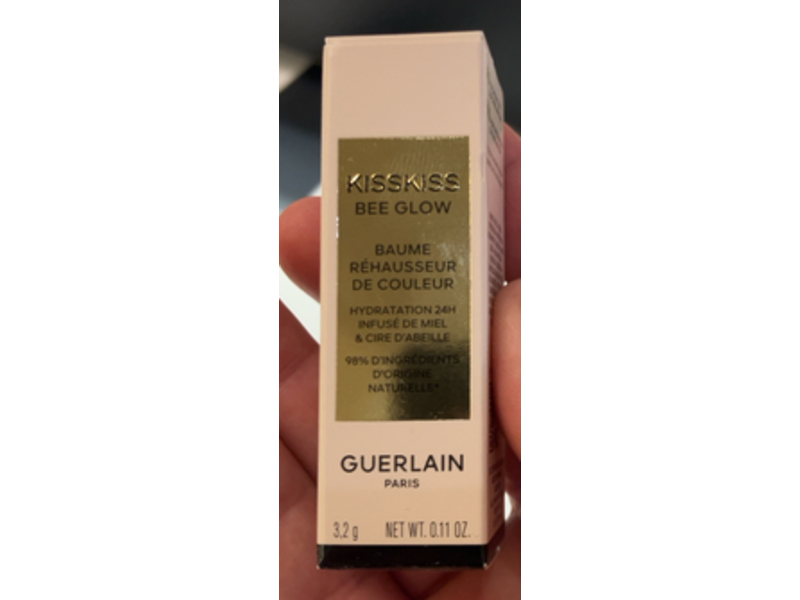 KISSKISS
BEE GLOW
BAUME
RÉHAUSSEUR
DE COULEUR
HYDRATATION 24H
INFUSÉ DE MIEL
& CIRE D'ABEILLE
98% D'INGRÉDIENTS
D'ORIGINE
NATURELLE*
GUERLAIN
PARIS
3,2 g NET WT. 0.11 OZ.